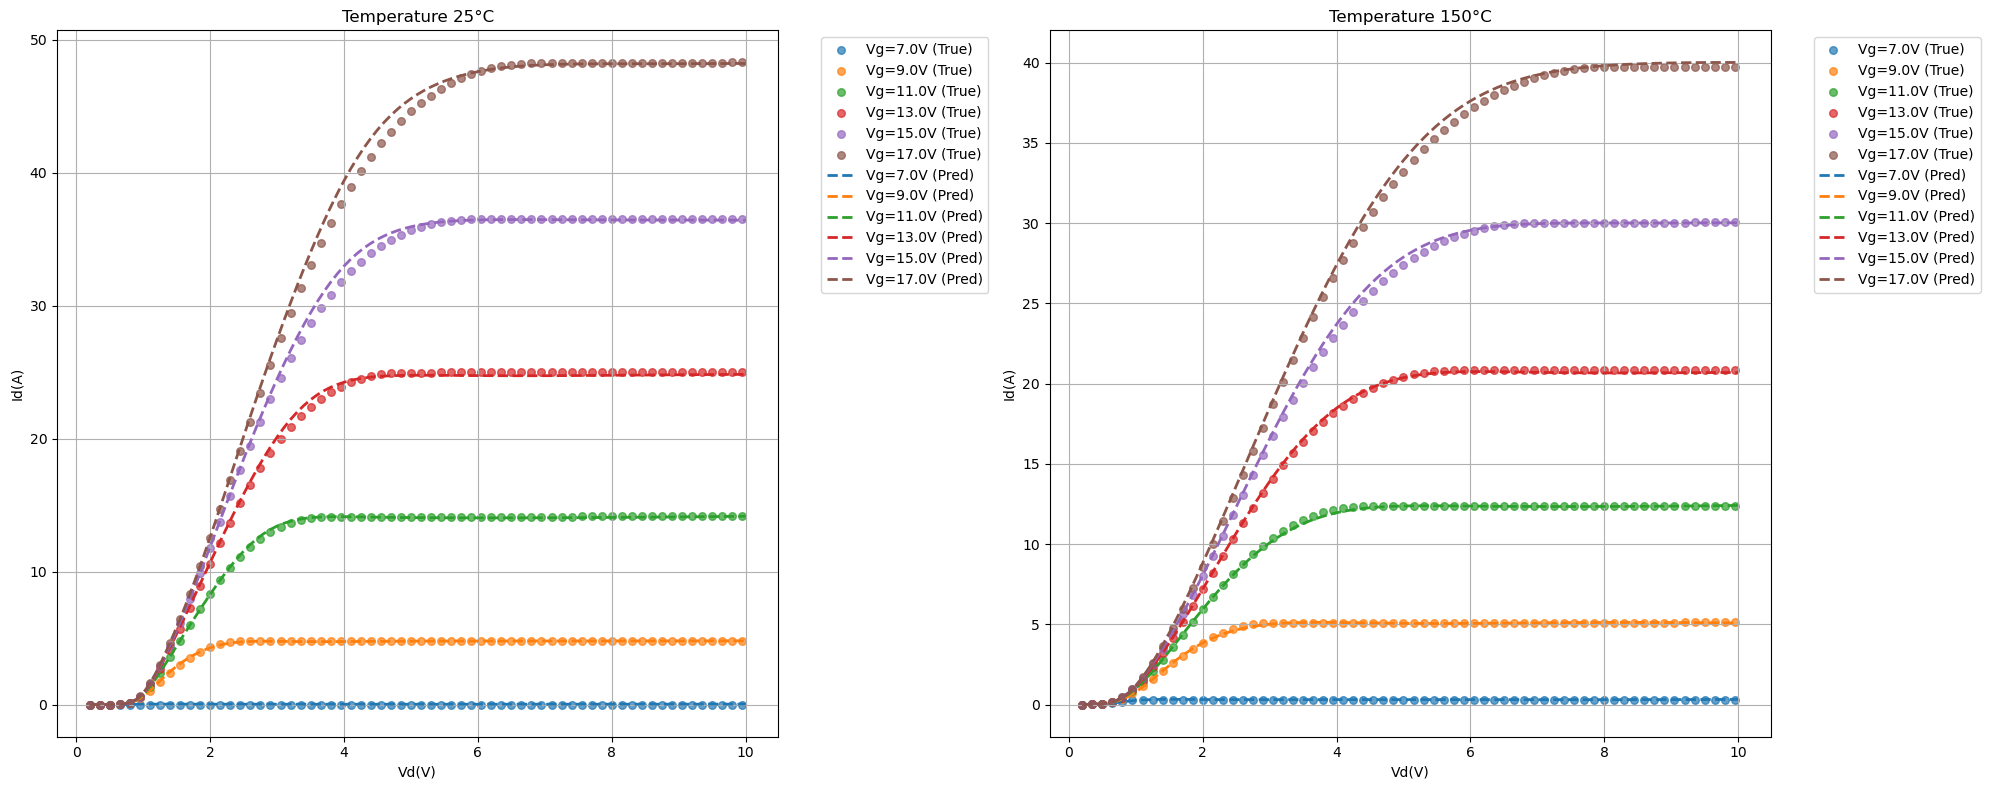 Temperature 25°C
50
40
30
20
10
0
Id(A)
0
2
4
6
8
10
Vd(V)
Vg=7.0V (True)
Vg=9.0V (True)
Vg=11.0V (True)
Vg=13.0V (True)
Vg=15.0V (True)
Vg=17.0V (True)
Vg=7.0V (Pred)
Vg=9.0V (Pred)
Vg=11.0V (Pred)
Vg=13.0V (Pred)
Vg=15.0V (Pred)
Vg=17.0V (Pred)
Temperature 150°C
40
35
30
25
20
15
10
5
0
Id(A)
0
2
4
6
8
10
Vd(V)
Vg=7.0V (True)
Vg=9.0V (True)
Vg=11.0V (True)
Vg=13.0V (True)
Vg=15.0V (True)
Vg=17.0V (True)
Vg=7.0V (Pred)
Vg=9.0V (Pred)
Vg=11.0V (Pred)
Vg=13.0V (Pred)
Vg=15.0V (Pred)
Vg=17.0V (Pred)